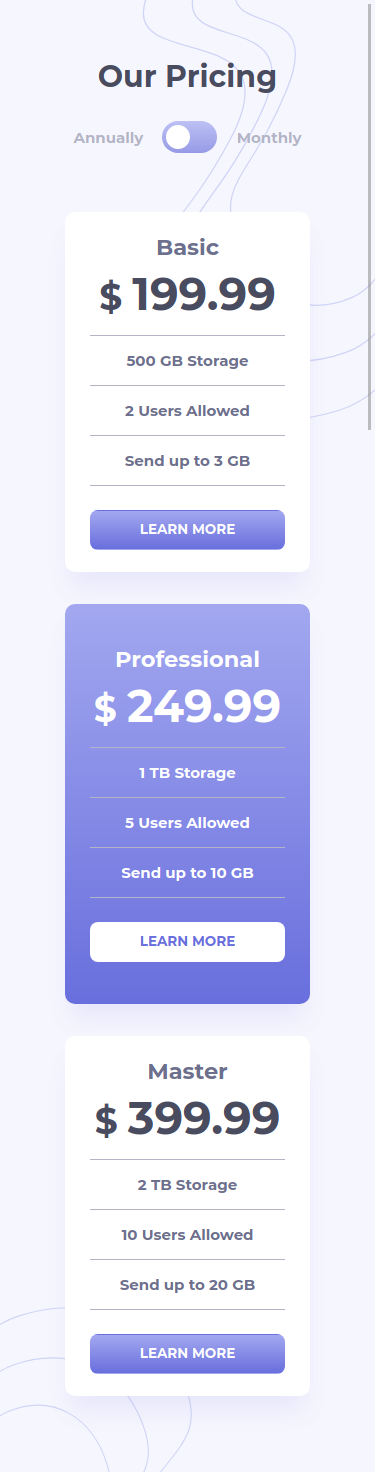 Our Pricing
Annually Monthly
Basic
$ 199.99
500 GB Storage
2 Users Allowed
Send up to 3 GB
LEARN MORE
Professional
$ 249.99
1 TB Storage
5 Users Allowed
Send up to 10 GB
LEARN MORE
Master
$ 399.99
2 TB Storage
10 Users Allowed
Send up to 20 GB
LEARN MORE